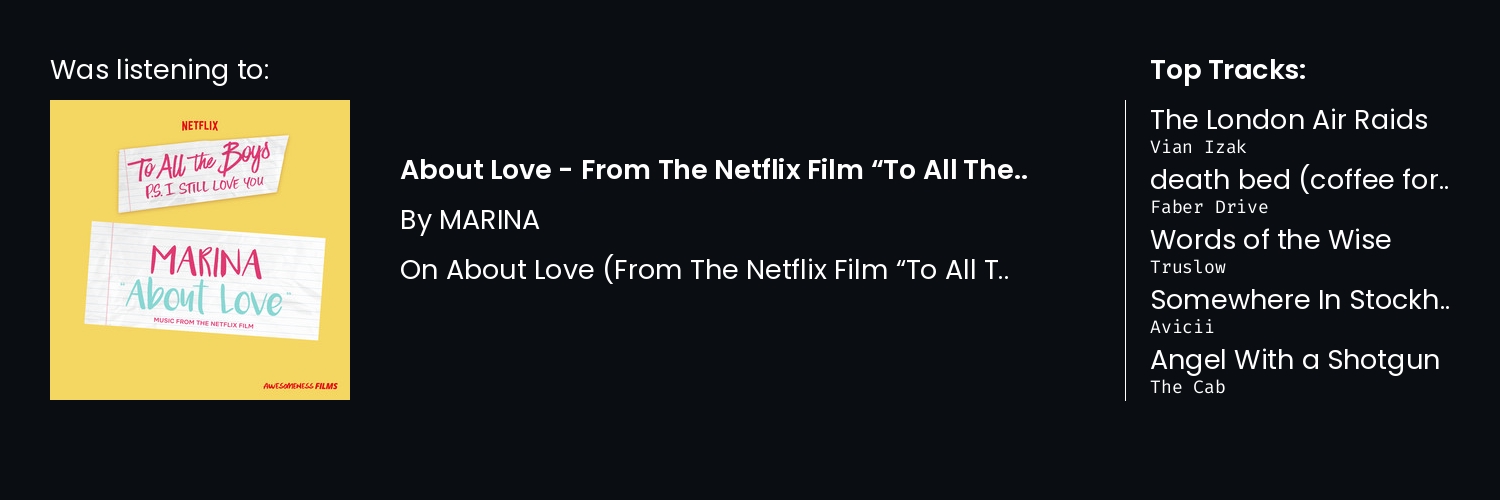 Was listening to:
NETFLIX
To All the Boys
P.S. I STILL LOVE YOU
MARINA
"About Love"
MUSIC FROM THE NETFLIX FILM
AWESOMENESS FILMS
About Love - From The Netflix Film “To All The..
By MARINA
On About Love (From The Netflix Film “To All T..
Top Tracks:
The London Air Raids
Vian Izak
death bed (coffee for..
Faber Drive
Words of the Wise
Truslow
Somewhere In Stockh..
Avicii
Angel With a Shotgun
The Cab